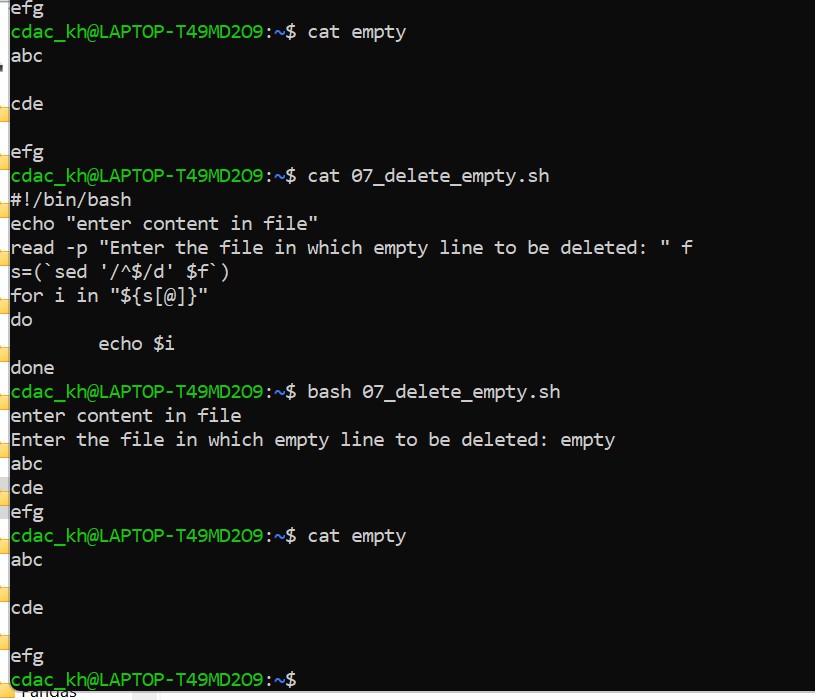 efg
cdac_kh@LAPTOP-T49MD2O9:~$ cat empty
abc

cde

efg
cdac_kh@LAPTOP-T49MD2O9:~$ cat 07_delete_empty.sh
#!/bin/bash
echo "enter content in file"
read -p "Enter the file in which empty line to be deleted: " f
s=(`sed '/^$/d' $f`)
for i in "${s[@]}"
do
        echo $i
done
cdac_kh@LAPTOP-T49MD2O9:~$ bash 07_delete_empty.sh
enter content in file
Enter the file in which empty line to be deleted: empty
abc
cde
efg
cdac_kh@LAPTOP-T49MD2O9:~$ cat empty
abc

cde

efg
cdac_kh@LAPTOP-T49MD2O9:~$
Pandas